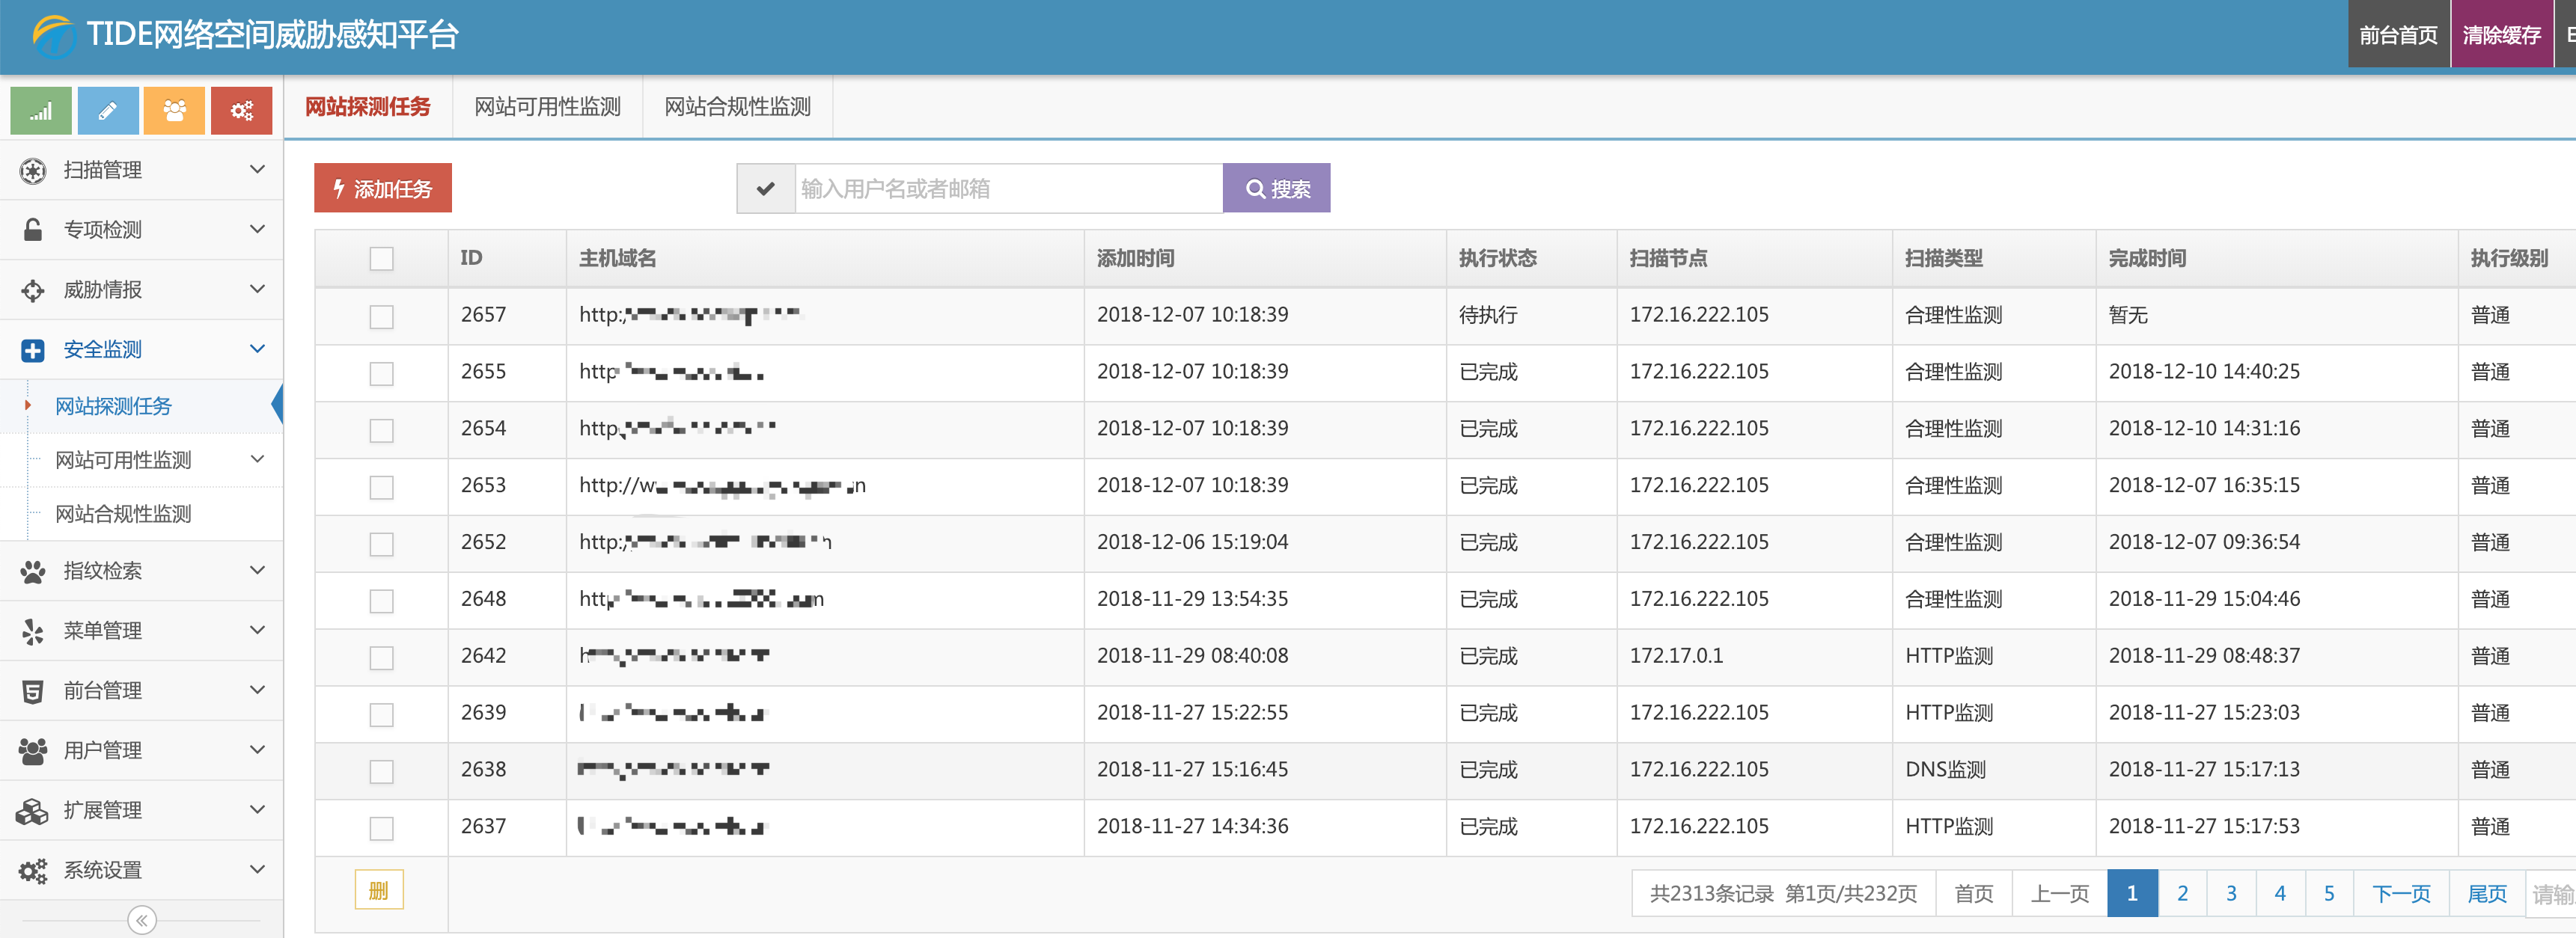 TIDE网络空间威胁感知平台
前台首页 清除缓存
网站探测任务 网站可用性监测 网站合规性监测
扫描管理
专项检测
威胁情报
安全监测
网站探测任务
网站可用性监测
网站合规性监测
指纹检索
菜单管理
前台管理
用户管理
扩展管理
系统设置
添加任务 输入用户名或者邮箱 搜索
ID 主机域名 添加时间 执行状态 扫描节点 扫描类型 完成时间 执行级别
2657 http: 2018-12-07 10:18:39 待执行 172.16.222.105 合理性监测 暂无 普通
2655 http 2018-12-07 10:18:39 已完成 172.16.222.105 合理性监测 2018-12-10 14:40:25 普通
2654 http 2018-12-07 10:18:39 已完成 172.16.222.105 合理性监测 2018-12-10 14:31:16 普通
2653 http://w 2018-12-07 10:18:39 已完成 172.16.222.105 合理性监测 2018-12-07 16:35:15 普通
2652 http: 2018-12-06 15:19:04 已完成 172.16.222.105 合理性监测 2018-12-07 09:36:54 普通
2648 http 2018-11-29 13:54:35 已完成 172.16.222.105 合理性监测 2018-11-29 15:04:46 普通
2642 2018-11-29 08:40:08 已完成 172.17.0.1 HTTP监测 2018-11-29 08:48:37 普通
2639 2018-11-27 15:22:55 已完成 172.16.222.105 HTTP监测 2018-11-27 15:23:03 普通
2638 2018-11-27 15:16:45 已完成 172.16.222.105 DNS监测 2018-11-27 15:17:13 普通
2637 2018-11-27 14:34:36 已完成 172.16.222.105 HTTP监测 2018-11-27 15:17:53 普通
删 共2313条记录 第1页/共232页 首页 上一页 1 2 3 4 5 下一页 尾页 请输